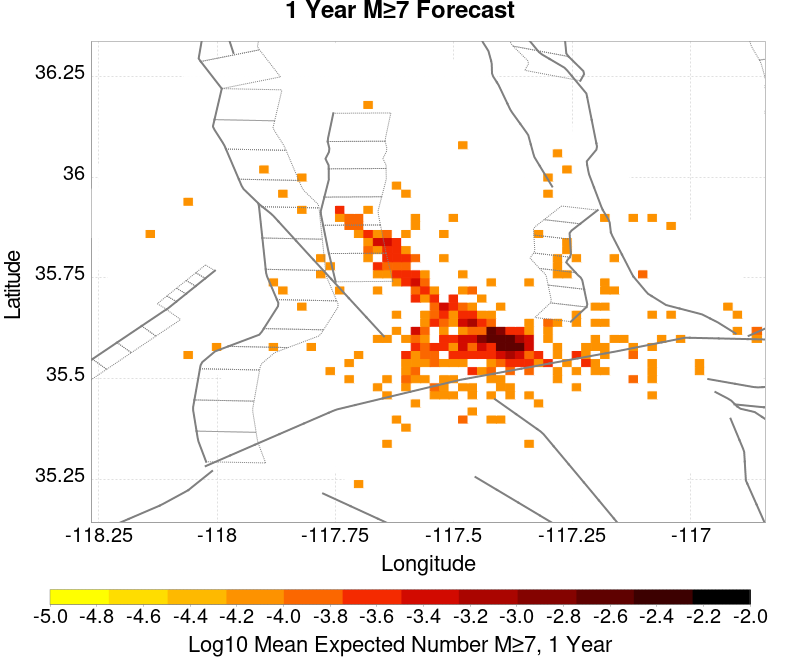 1 Year M≥7 Forecast
36.25
36
35.75
35.5
35.25
Latitude
-118.25 -118 -117.75 -117.5 -117.25 -117
Longitude
-5.0 -4.8 -4.6 -4.4 -4.2 -4.0 -3.8 -3.6 -3.4 -3.2 -3.0 -2.8 -2.6 -2.4 -2.2 -2.0
Log10 Mean Expected Number M≥7, 1 Year